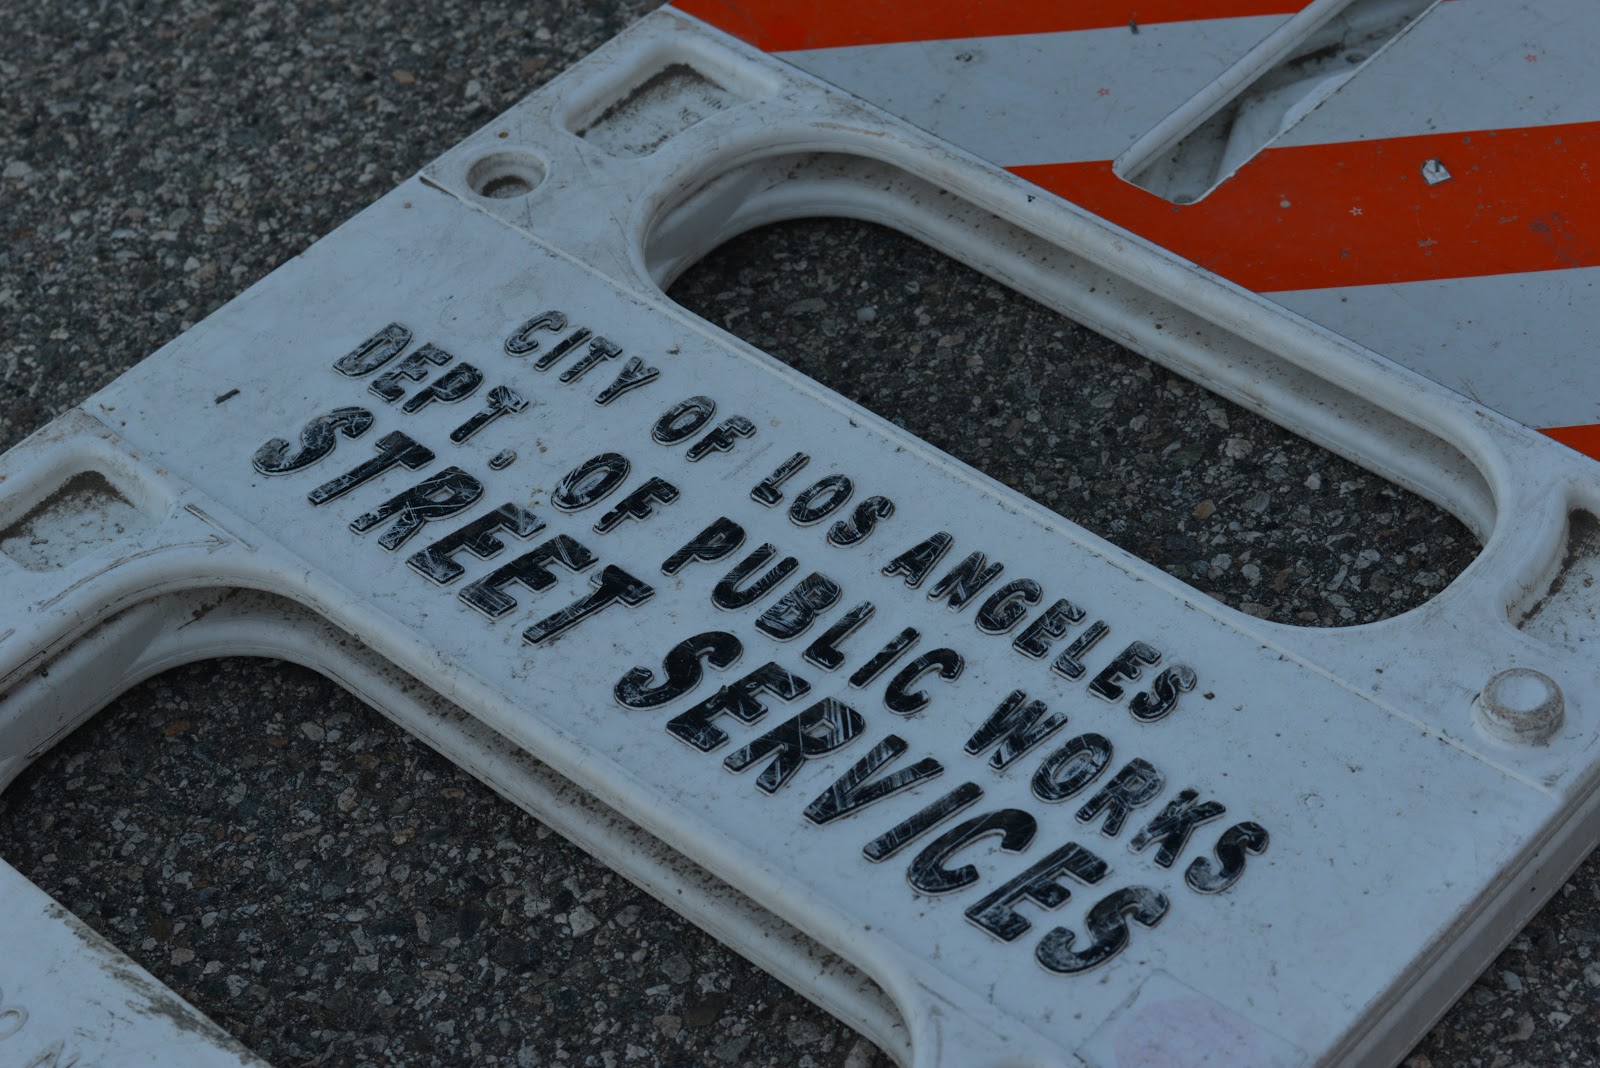 CITY OF LOS ANGELES
DEPT. OF PUBLIC WORKS
STREET SERVICES